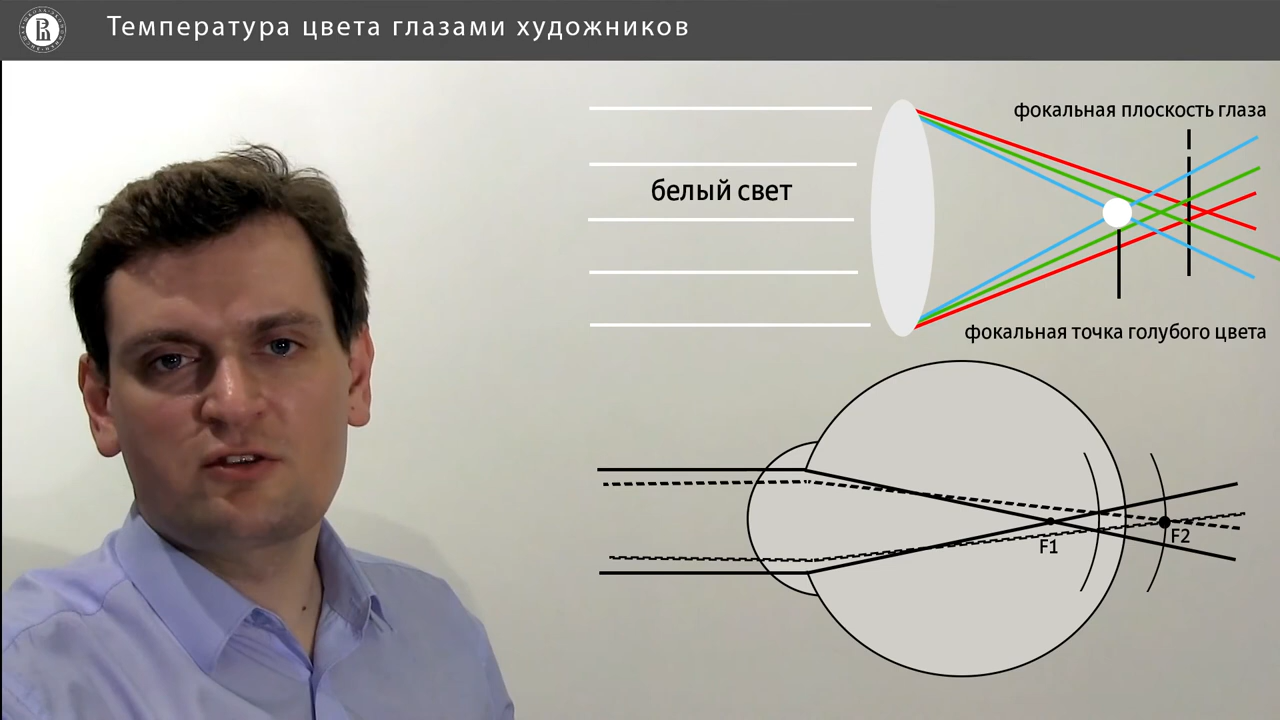 Температура цвета глазами художников
фокальная плоскость глаза
белый свет
фокальная точка голубого цвета
F1
F2